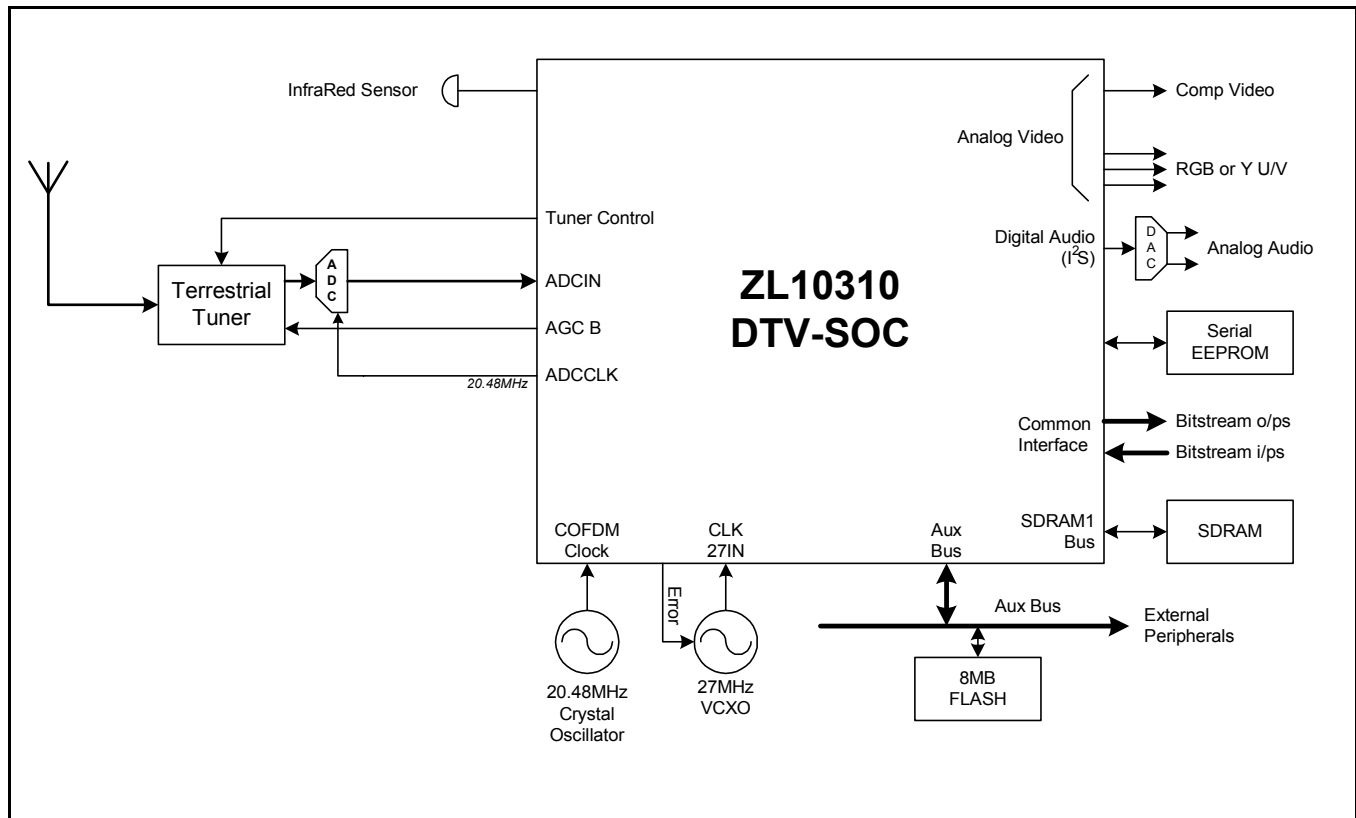 InfraRed Sensor
Comp Video
Analog Video
RGB or Y U/V
Tuner Control
Digital Audio
(I²S)
D
A
C
Analog Audio
A
D
C
ADCIN
Terrestrial
Tuner
ZL10310
DTV-SOC
AGC B
Serial
EEPROM
ADCCLK
20.48MHz
Common
Interface
Bitstream o/ps
Bitstream i/ps
COFDM
Clock
CLK
27IN
Aux
Bus
SDRAM1
Bus
SDRAM
Error
Aux Bus
External
Peripherals
20.48MHz
Crystal
Oscillator
27MHz
VCXO
8MB
FLASH